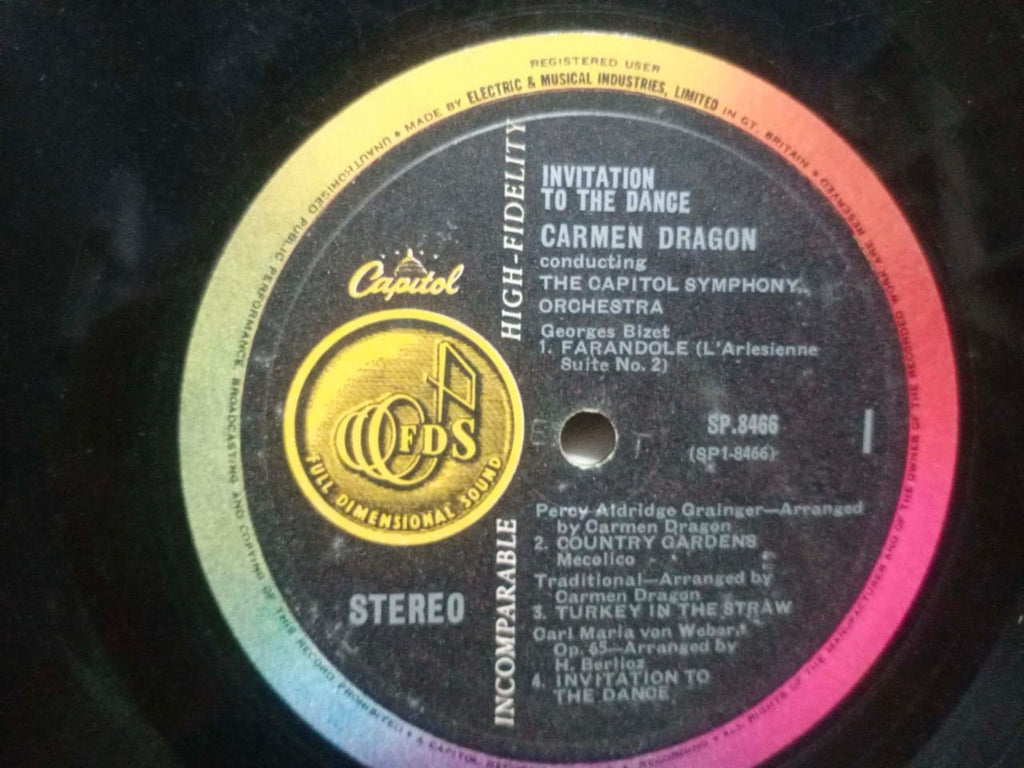 REGISTERED USER
UNAUTHORISED PUBLIC PERFORMANCE, BROADCASTING AND COPYING OF THIS RECORD PROHIBITED • MADE BY ELECTRIC & MUSICAL INDUSTRIES, LIMITED IN GT. BRITAIN • ALL RIGHTS OF THE MANUFACTURER AND OF THE OWNER OF THE RECORDED WORK ARE RESERVED
• A CAPITOL RECORDING •
Capitol
FDS
FULL DIMENSIONAL SOUND
STEREO
INCOMPARABLE HIGH-FIDELITY
INVITATION
TO THE DANCE
CARMEN DRAGON
conducting
THE CAPITOL SYMPHONY
ORCHESTRA
Georges Bizet
1. FARANDOLE (L'Arlesienne
Suite No. 2)
SP.8466
(SP1-8466)
1
Percy Aldridge Grainger—Arranged
by Carmen Dragon
2. COUNTRY GARDENS
Mecolico
Traditional—Arranged by
Carmen Dragon
3. TURKEY IN THE STRAW
Carl Maria von Weber.
Op. 65—Arranged by
H. Berlioz
4. INVITATION TO
THE DANCE